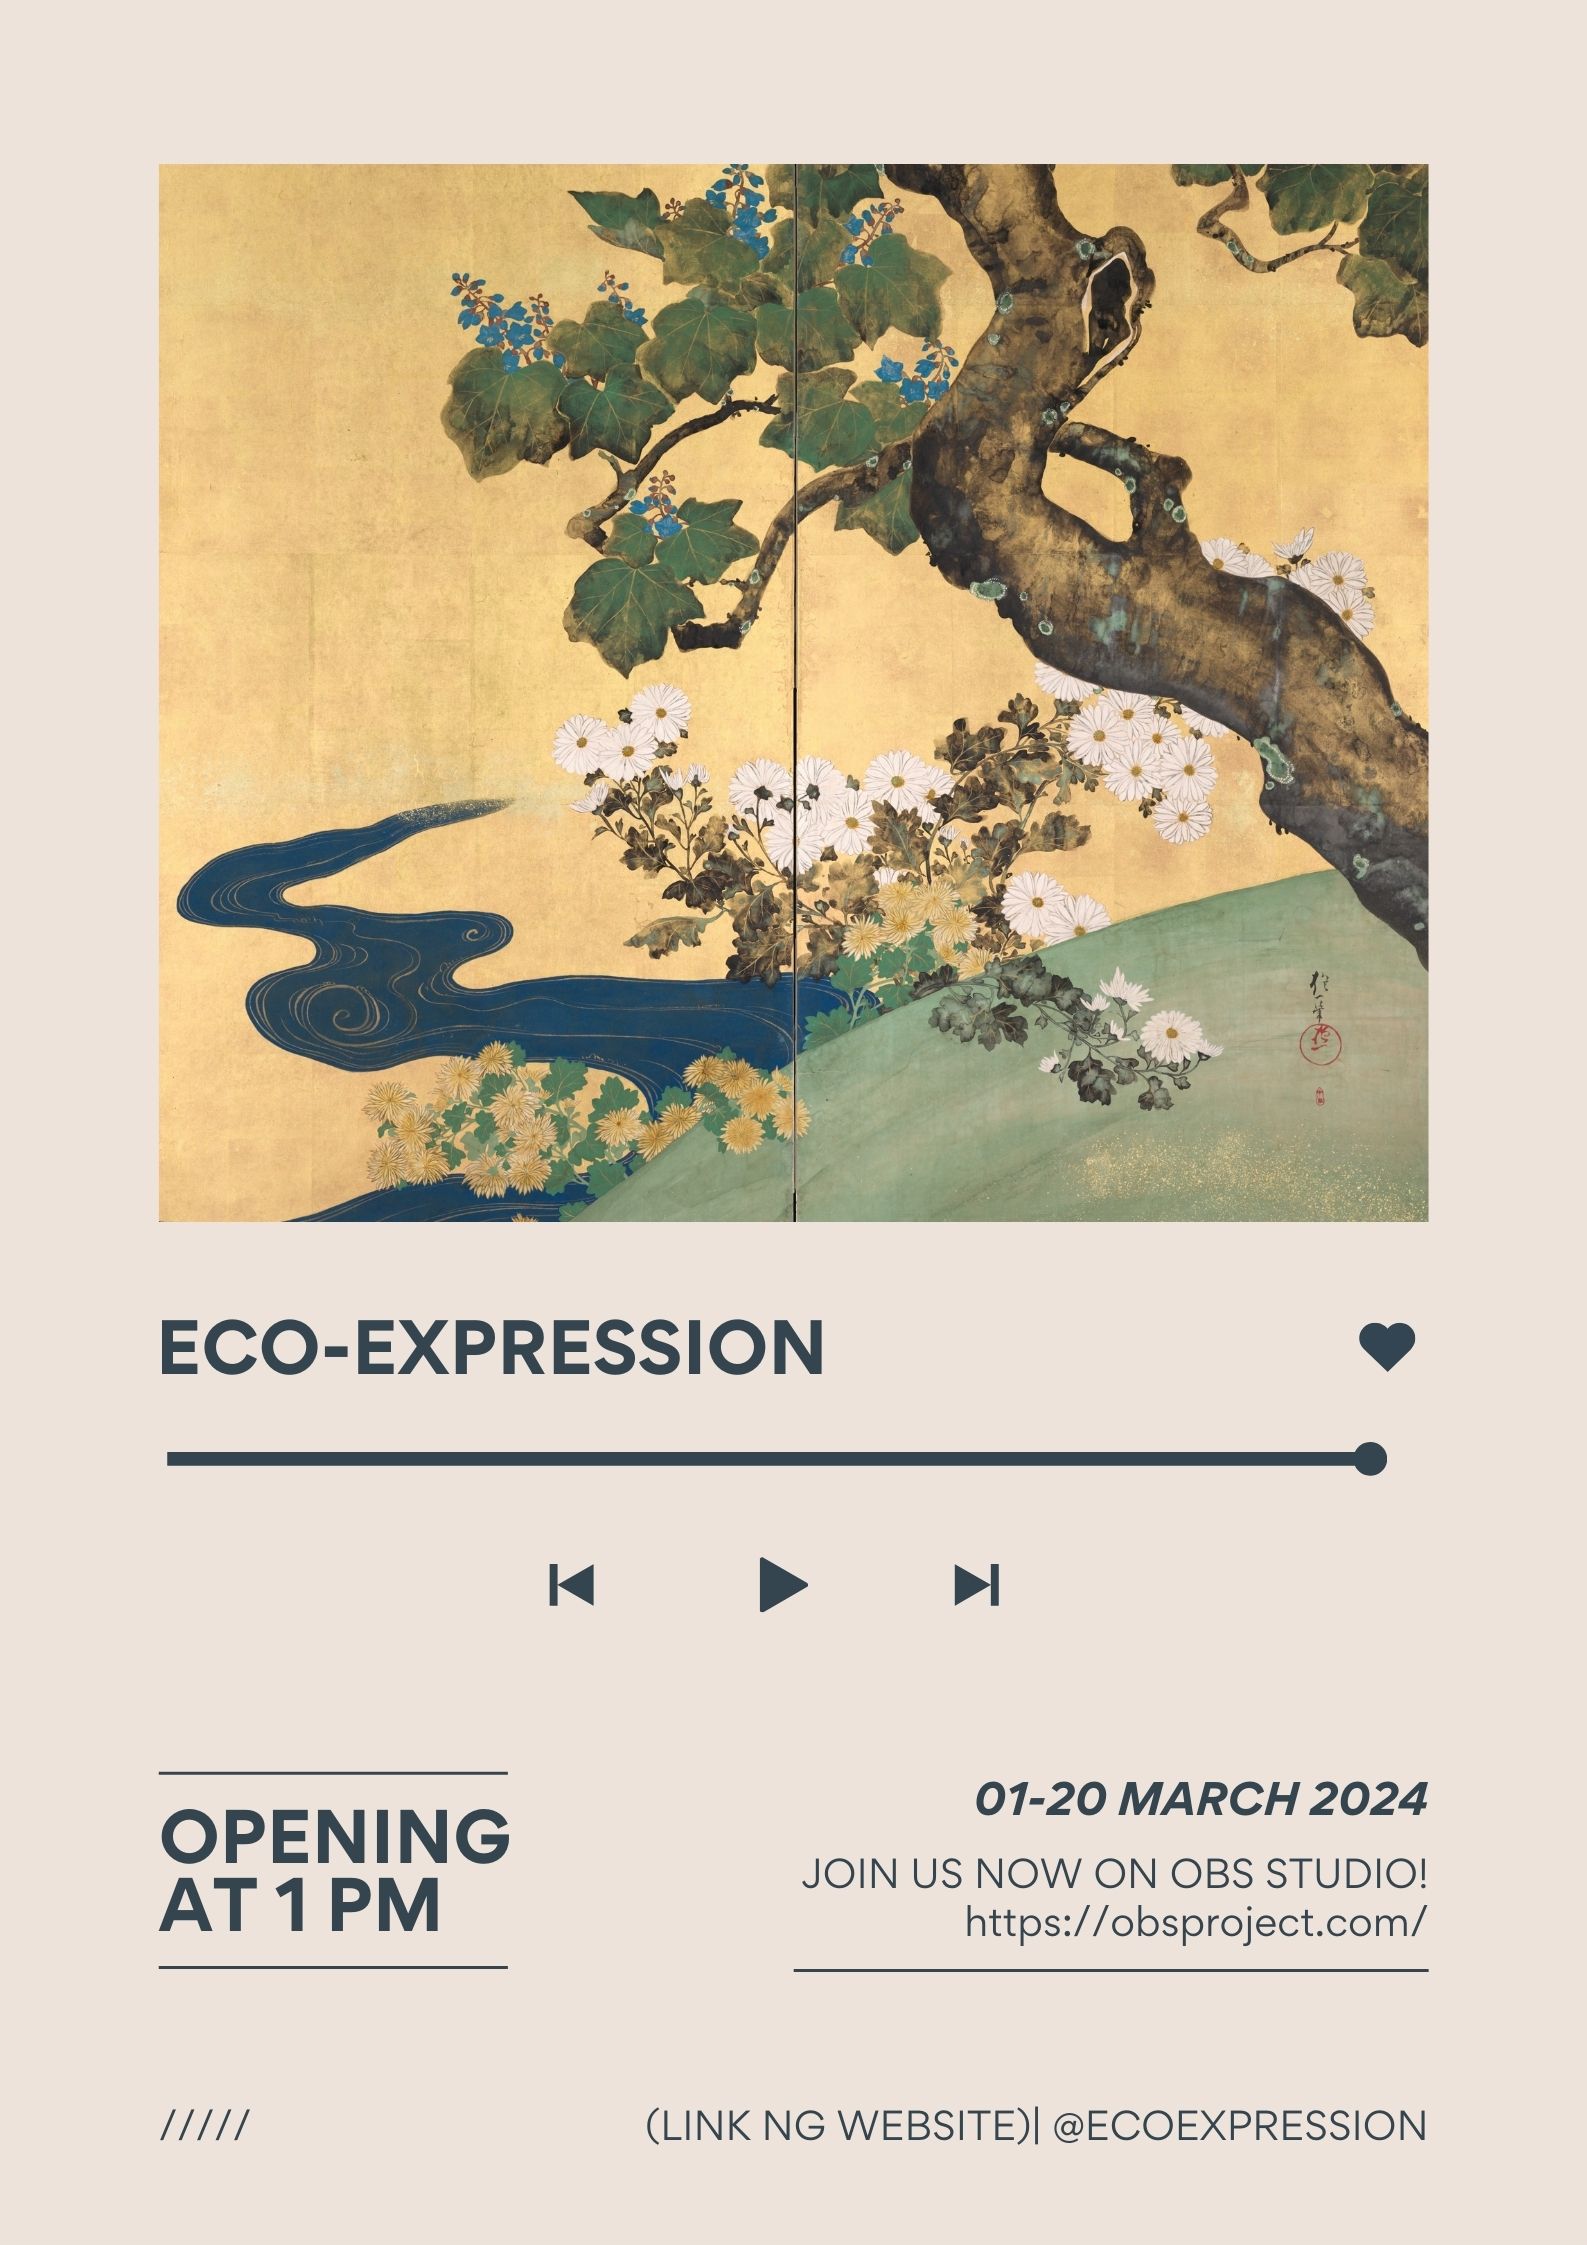 ECO-EXPRESSION
OPENING
AT 1 PM
01-20 MARCH 2024
JOIN US NOW ON OBS STUDIO!
https://obsproject.com/
/////
(LINK NG WEBSITE)| @ECOEXPRESSION